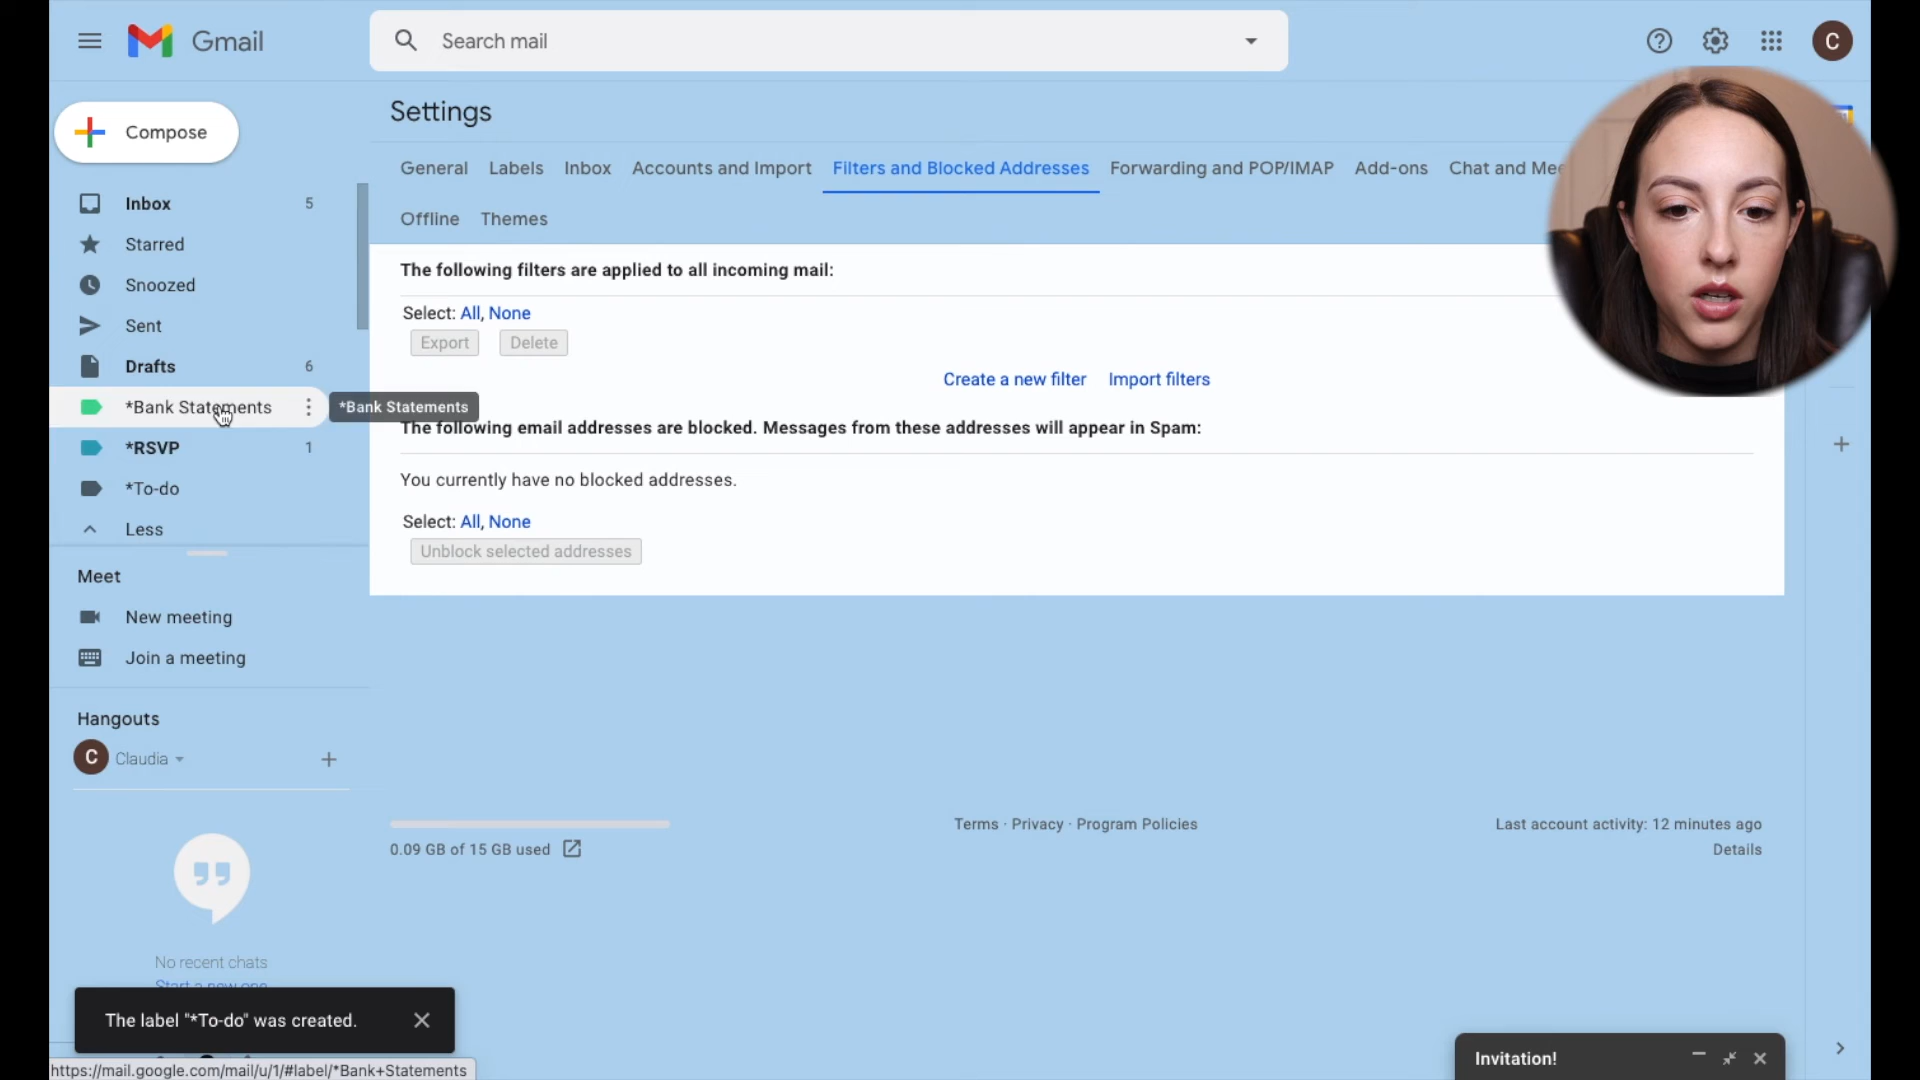 Gmail
Search mail
C
Compose
Settings
General Labels Inbox Accounts and Import Filters and Blocked Addresses Forwarding and POP/IMAP Add-ons Chat and
Offline Themes
Inbox 5
Starred
Snoozed
Sent
Drafts 6
*Bank Statements
*Bank Statements
*RSVP 1
*To-do
Less
The following filters are applied to all incoming mail:
Select: All, None
Export Delete
Create a new filter Import filters
The following email addresses are blocked. Messages from these addresses will appear in Spam:
You currently have no blocked addresses.
Select: All, None
Unblock selected addresses
Meet
New meeting
Join a meeting
Hangouts
C Claudia
No recent chats
Start a new one
0.09 GB of 15 GB used
Terms · Privacy · Program Policies
Last account activity: 12 minutes ago
Details
The label "*To-do" was created.
https://mail.google.com/mail/u/1/#label/*Bank+Statements
Invitation!